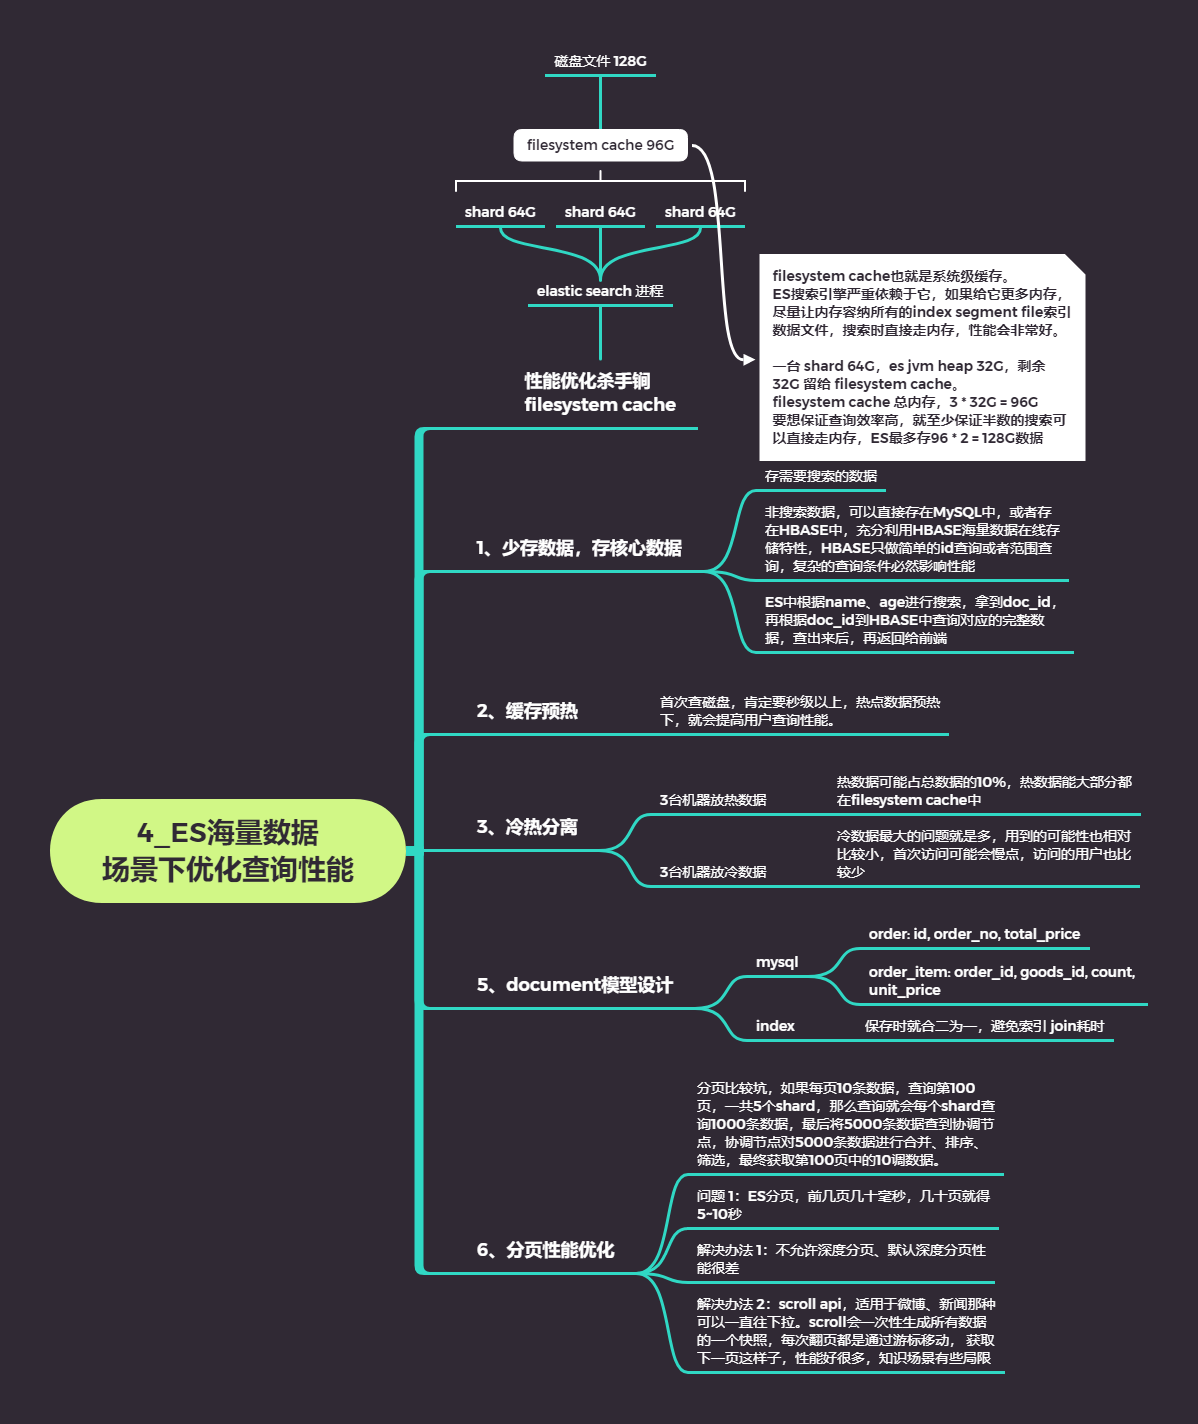 磁盘文件 128G
filesystem cache 96G
shard 64G
shard 64G
shard 64G
elastic search 进程
filesystem cache也就是系统级缓存。
ES搜索引擎严重依赖于它，如果给它更多内存，
尽量让内存容纳所有的index segment file索引
数据文件，搜索时直接走内存，性能会非常好。
一台 shard 64G，es jvm heap 32G，剩余
32G 留给 filesystem cache。
filesystem cache 总内存，3 * 32G = 96G
要想保证查询效率高，就至少保证半数的搜索可
以直接走内存，ES最多存96 * 2 = 128G数据
性能优化杀手锏
filesystem cache
1、少存数据，存核心数据
存需要搜索的数据
非搜索数据，可以直接存在MySQL中，或者存
在HBASE中，充分利用HBASE海量数据在线存
储特性，HBASE只做简单的id查询或者范围查
询，复杂的查询条件必然影响性能
ES中根据name、age进行搜索，拿到doc_id，
再根据doc_id到HBASE中查询对应的完整数
据，查出来后，再返回给前端
2、缓存预热
首次查磁盘，肯定要秒级以上，热点数据预热
下，就会提高用户查询性能。
4_ES海量数据
场景下优化查询性能
3、冷热分离
3台机器放热数据
热数据可能占总数据的10%，热数据能大部分都
在filesystem cache中
3台机器放冷数据
冷数据最大的问题就是多，用到的可能性也相对
比较小，首次访问可能会慢点，访问的用户也比
较少
5、document模型设计
mysql
order: id, order_no, total_price
order_item: order_id, goods_id, count,
unit_price
index
保存时就合二为一，避免索引 join耗时
6、分页性能优化
分页比较坑，如果每页10条数据，查询第100
页，一共5个shard，那么查询就会每个shard查
询1000条数据，最后将5000条数据查到协调节
点，协调节点对5000条数据进行合并、排序、
筛选，最终获取第100页中的10调数据。
问题 1：ES分页，前几页几十毫秒，几十页就得
5~10秒
解决办法 1：不允许深度分页、默认深度分页性
能很差
解决办法 2：scroll api，适用于微博、新闻那种
可以一直往下拉。scroll会一次性生成所有数据
的一个快照，每次翻页都是通过游标移动， 获取
下一页这样子，性能好很多，知识场景有些局限